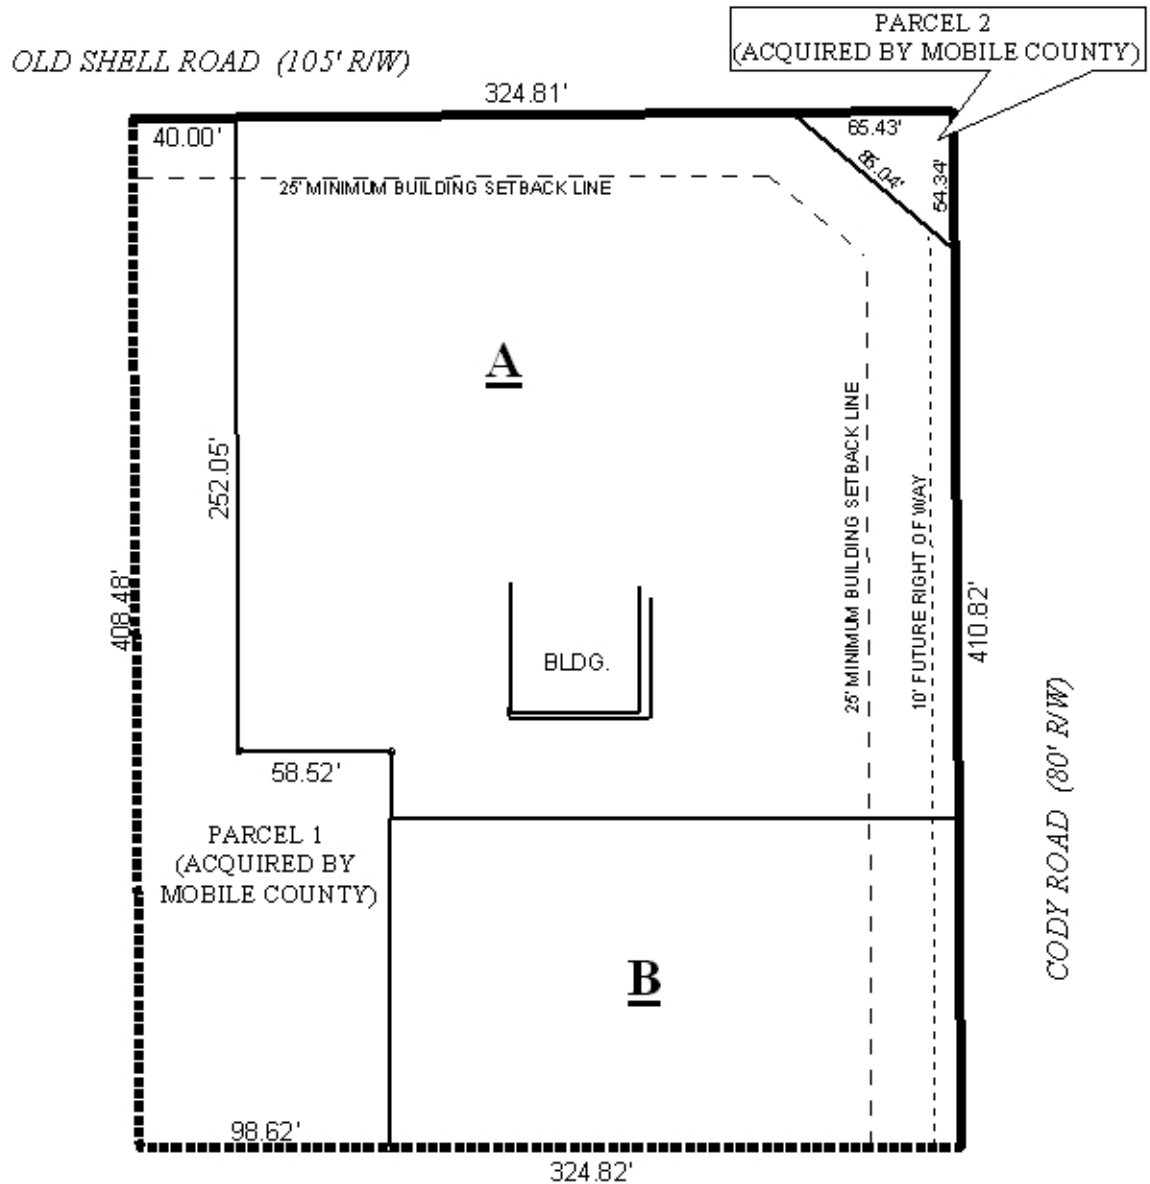 PARCEL 2
(ACQUIRED BY MOBILE COUNTY)
OLD SHELL ROAD (105' R/W)
324.81'
40.00'
65.43'
85.04'
54.34'
25' MINIMUM BUILDING SETBACK LINE
A
252.05'
408.48'
25' MINIMUM BUILDING SETBACK LINE
10' FUTURE RIGHT OF WAY
410.82'
BLDG.
58.52'
CODY ROAD (80' R/W)
PARCEL 1
(ACQUIRED BY
MOBILE COUNTY)
B
98.62'
324.82'